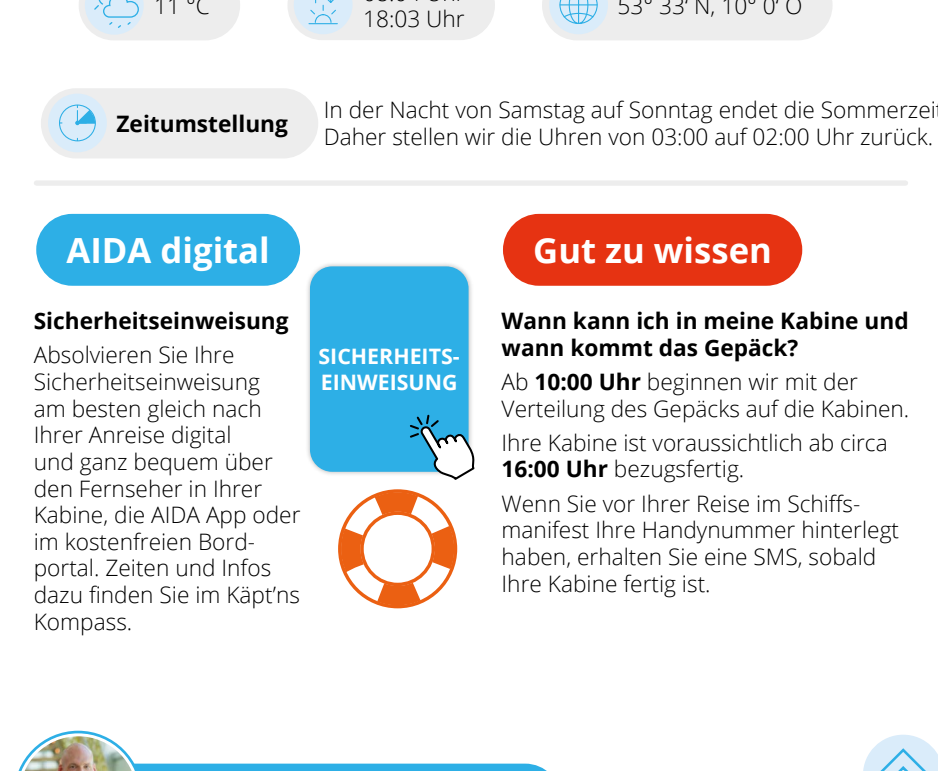 11 °C
18:03 Uhr
53° 33' N, 10° 0' O
Zeitumstellung
In der Nacht von Samstag auf Sonntag endet die Sommerzeit
Daher stellen wir die Uhren von 03:00 auf 02:00 Uhr zurück.
AIDA digital
Sicherheitseinweisung
Absolvieren Sie Ihre
Sicherheitseinweisung
am besten gleich nach
Ihrer Anreise digital
und ganz bequem über
den Fernseher in Ihrer
Kabine, die AIDA App oder
im kostenfreien Bord-
portal. Zeiten und Infos
dazu finden Sie im Käpt’ns
Kompass.
SICHERHEITS-
EINWEISUNG
Gut zu wissen
Wann kann ich in meine Kabine und
wann kommt das Gepäck?
Ab 10:00 Uhr beginnen wir mit der
Verteilung des Gepäcks auf die Kabinen.
Ihre Kabine ist voraussichtlich ab circa
16:00 Uhr bezugsfertig.
Wenn Sie vor Ihrer Reise im Schiffs-
manifest Ihre Handynummer hinterlegt
haben, erhalten Sie eine SMS, sobald
Ihre Kabine fertig ist.